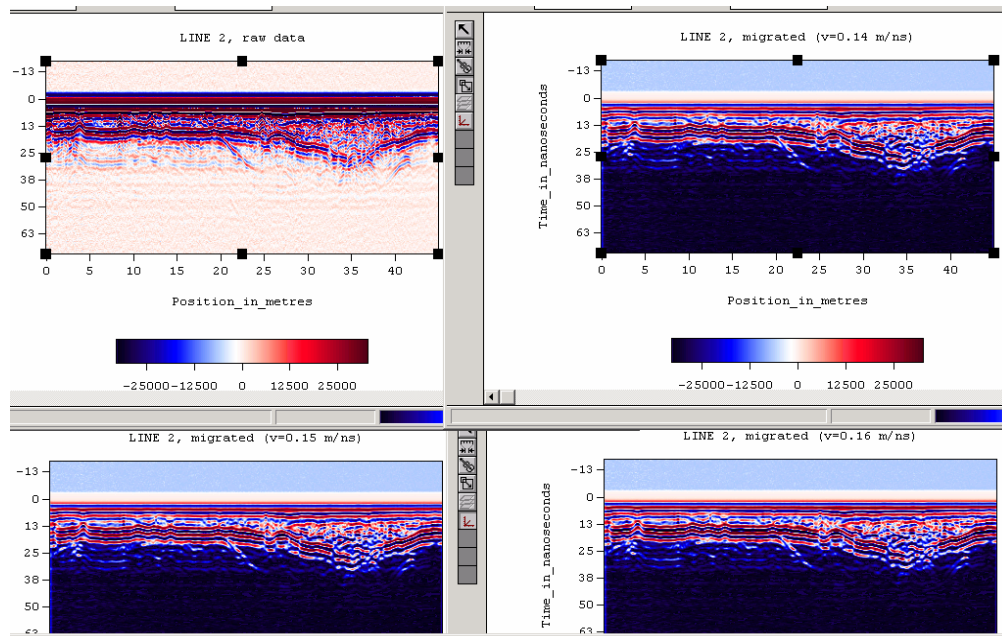 LINE 2, raw data
-13
0
13
25
38
50
63
0 5 10 15 20 25 30 35 40
Position_in_metres
-25000 -12500 0 12500 25000
LINE 2, migrated (v=0.14 m/ns)
Time_in_nanoseconds
-13
0
13
25
38
50
63
0 5 10 15 20 25 30 35 40
Position_in_metres
-25000 -12500 0 12500 25000
LINE 2, migrated (v=0.15 m/ns)
-13
0
13
25
38
50
63
LINE 2, migrated (v=0.16 m/ns)
Time_in_nanoseconds
-13
0
13
25
38
50
63